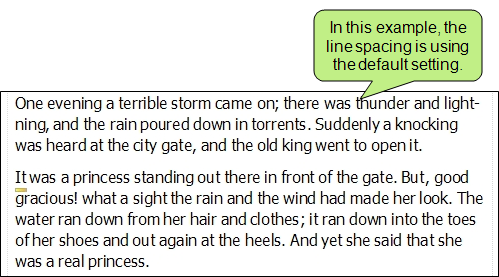 In this example, the
line spacing is using
the default setting.
One evening a terrible storm came on; there was thunder and light-
ning, and the rain poured down in torrents. Suddenly a knocking
was heard at the city gate, and the old king went to open it.
It was a princess standing out there in front of the gate. But, good
gracious! what a sight the rain and the wind had made her look. The
water ran down from her hair and clothes; it ran down into the toes
of her shoes and out again at the heels. And yet she said that she
was a real princess.